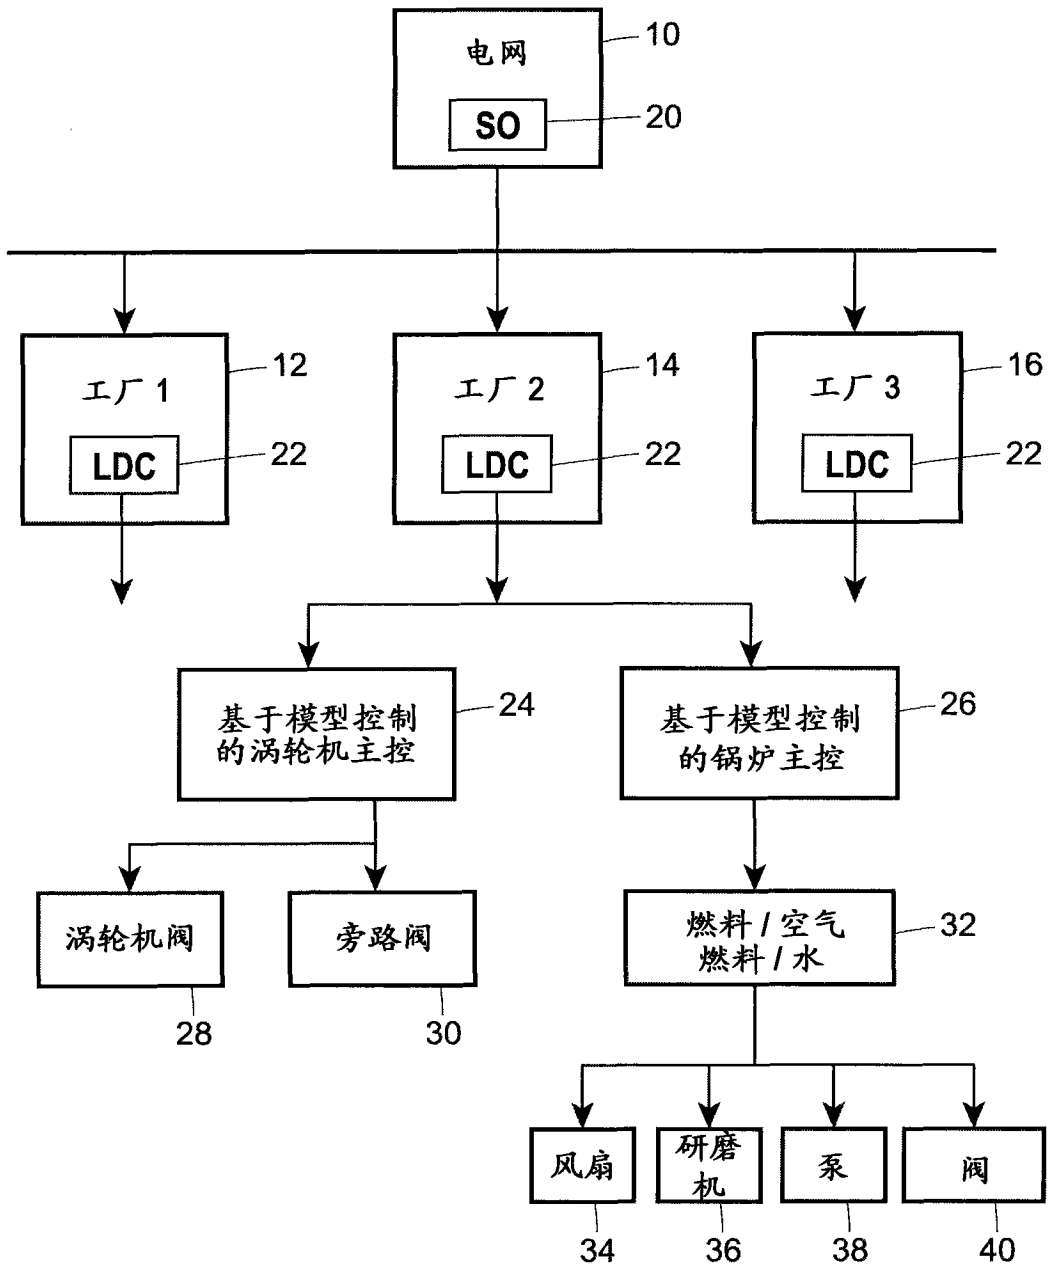 电网
10
SO
20
工厂 1
12
LDC
22
工厂 2
14
LDC
22
工厂 3
16
LDC
22
基于模型控制
的涡轮机主控
24
基于模型控制
的锅炉主控
26
涡轮机阀
28
旁路阀
30
燃料 / 空气
燃料 / 水
32
风扇
34
研磨
机
36
泵
38
阀
40